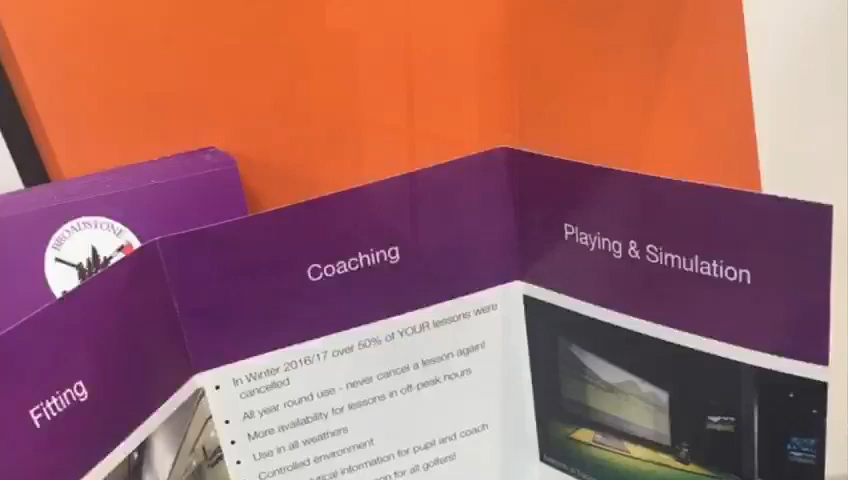 BROADSTONE
Fitting
Coaching
Playing & Simulation
In Winter 2016/17 over 50% of YOUR lessons were
cancelled
All year round use - never cancel a lesson again!
More availability for lessons in off-peak hours
Use in all weathers
Controlled environment
information for pupil and coach
for all golfers!